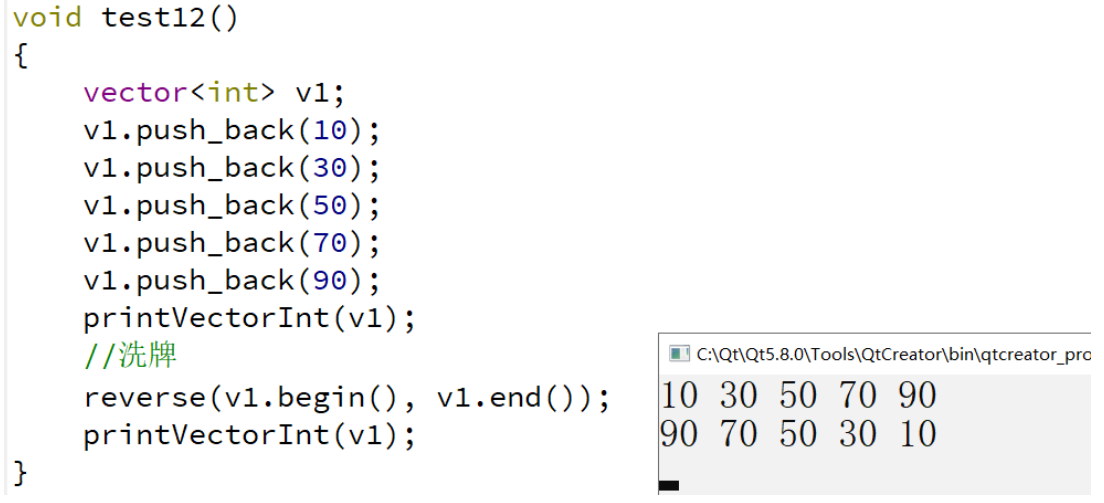 void test12()
{
    vector<int> v1;
    v1.push_back(10);
    v1.push_back(30);
    v1.push_back(50);
    v1.push_back(70);
    v1.push_back(90);
    printVectorInt(v1);
    //洗牌
    reverse(v1.begin(), v1.end());
    printVectorInt(v1);
}
C:\Qt\Qt5.8.0\Tools\QtCreator\bin\qtcreator_pro
10 30 50 70 90
90 70 50 30 10